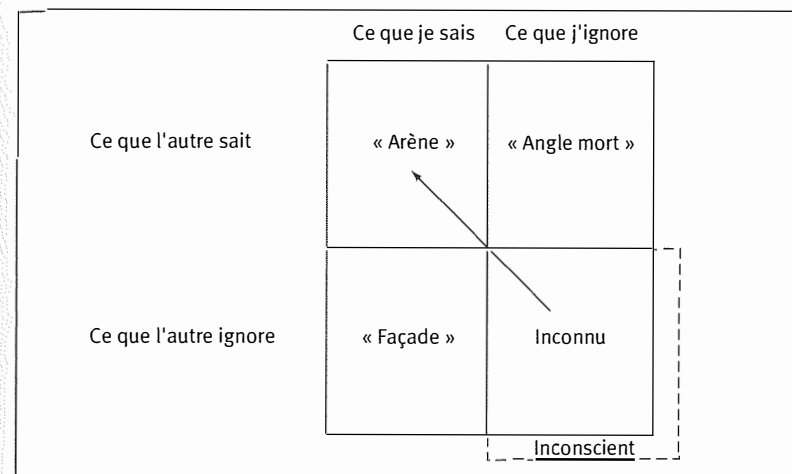 Ce que je sais Ce que j'ignore
Ce que l'autre sait « Arène » « Angle mort »
Ce que l'autre ignore « Façade » Inconnu
Inconscient